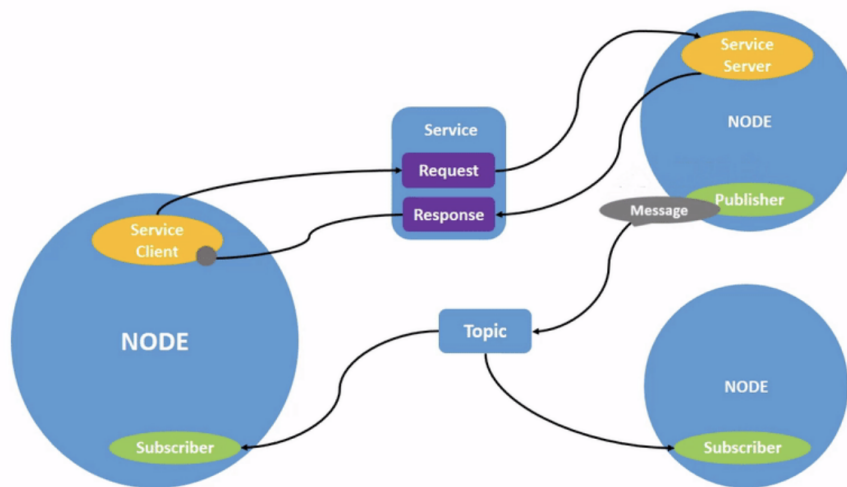 Service
Server
NODE
Publisher
Message
Service
Request
Response
Service
Client
NODE
Subscriber
Topic
NODE
Subscriber